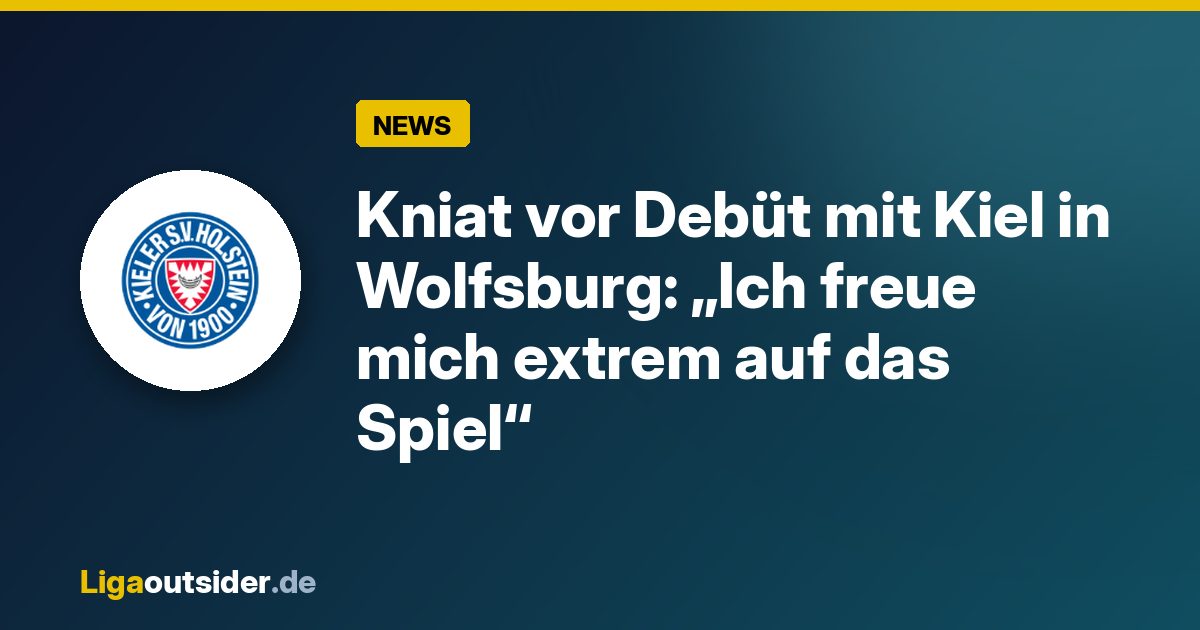 NEWS
Kniat vor Debüt mit Kiel in
Wolfsburg: „Ich freue
mich extrem auf das
Spiel“
KIELER S.V. HOLSTEIN
· VON 1900 ·
Ligaoutsider.de